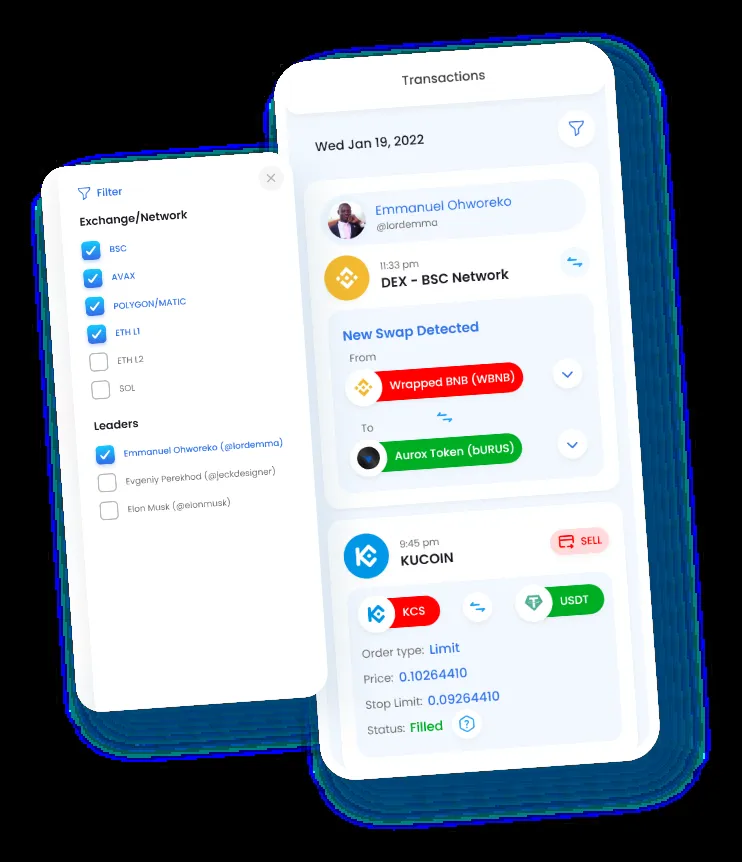 Transactions
Wed Jan 19, 2022
Emmanuel Ohworeko
@lordemma
11:33 pm
DEX - BSC Network
New Swap Detected
From
Wrapped BNB (WBNB)
To
Aurox Token (bURUS)
9:45 pm
KUCOIN
SELL
KCS
USDT
Order type: Limit
Price: 0.10264410
Stop Limit: 0.09264410
Status: Filled
Filter
Exchange/Network
BSC
AVAX
POLYGON/MATIC
ETH L1
ETH L2
SOL
Leaders
Emmanuel Ohworeko (@lordemma)
Evgeniy Perekhod (@jeckdesigner)
Elon Musk (@elonmusk)